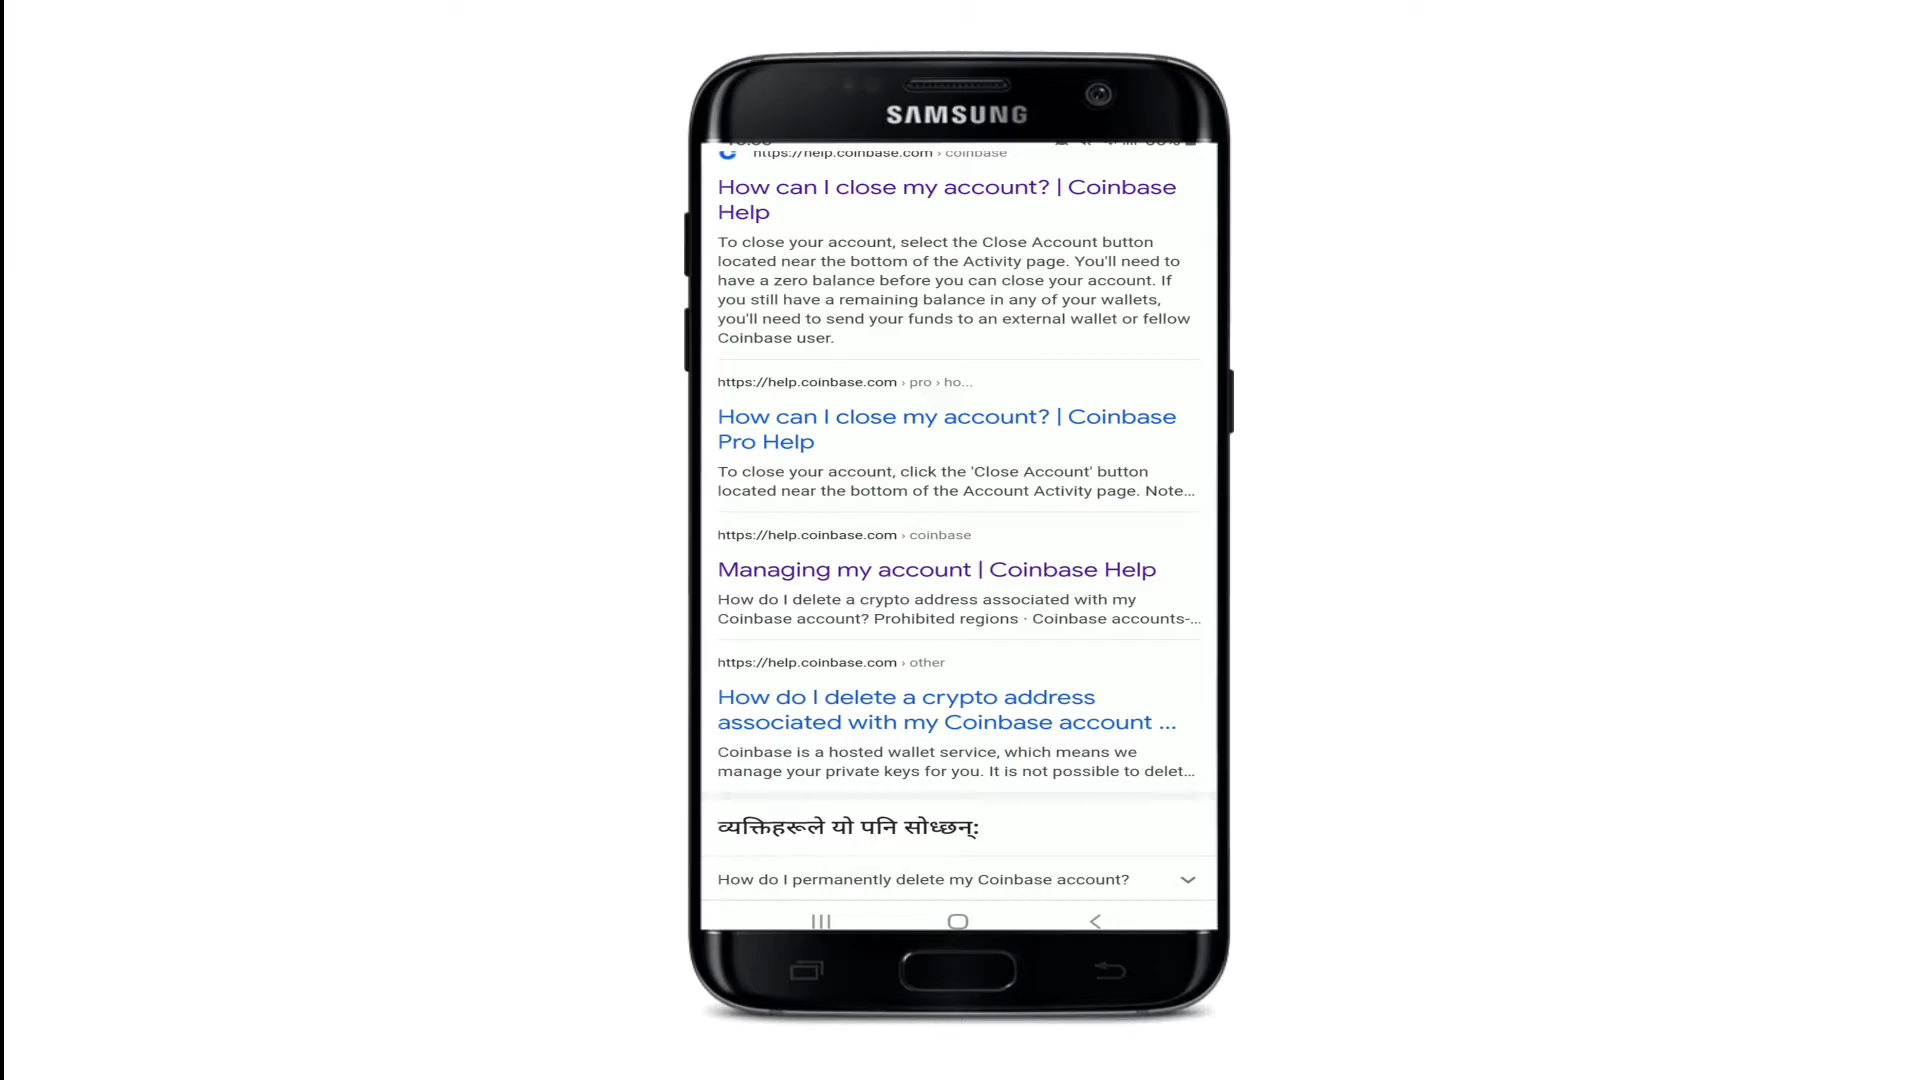 SAMSUNG
https://help.coinbase.com › coinbase
How can I close my account? | Coinbase
Help
To close your account, select the Close Account button
located near the bottom of the Activity page. You'll need to
have a zero balance before you can close your account. If
you still have a remaining balance in any of your wallets,
you'll need to send your funds to an external wallet or fellow
Coinbase user.
https://help.coinbase.com › pro › ho...
How can I close my account? | Coinbase
Pro Help
To close your account, click the 'Close Account' button
located near the bottom of the Account Activity page. Note...
https://help.coinbase.com › coinbase
Managing my account | Coinbase Help
How do I delete a crypto address associated with my
Coinbase account? Prohibited regions · Coinbase accounts-...
https://help.coinbase.com › other
How do I delete a crypto address
associated with my Coinbase account ...
Coinbase is a hosted wallet service, which means we
manage your private keys for you. It is not possible to delet...
व्यक्तिहरूले यो पनि सोध्छन्:
How do I permanently delete my Coinbase account?